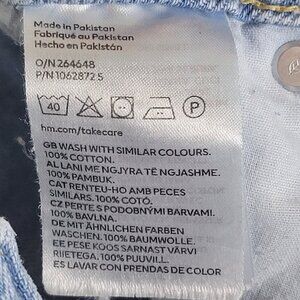 Made in Pakistan
Fabriqué au Pakistan
Hecho en Pakistán
O/N 264648
P/N 1062872 5
40 P
hm.com/takecare
GB WASH WITH SIMILAR COLOURS.
100% COTTON.
AL LANI ME NGJYRA TË NGJASHME.
100% PAMBUK.
CAT RENTEU-HO AMB PECES
SIMILARS. 100% COTÓ.
CZ PERTE S PODOBNÝMI BARVAMI.
100% BAVLNA.
DE MIT ÄHNLICHEN FARBEN
WASCHEN. 100% BAUMWOLLE.
EE PESE KOOS SARNAST VÄRVI
RIIETEGA. 100% PUUVILL.
ES LAVAR CON PRENDAS DE COLOR